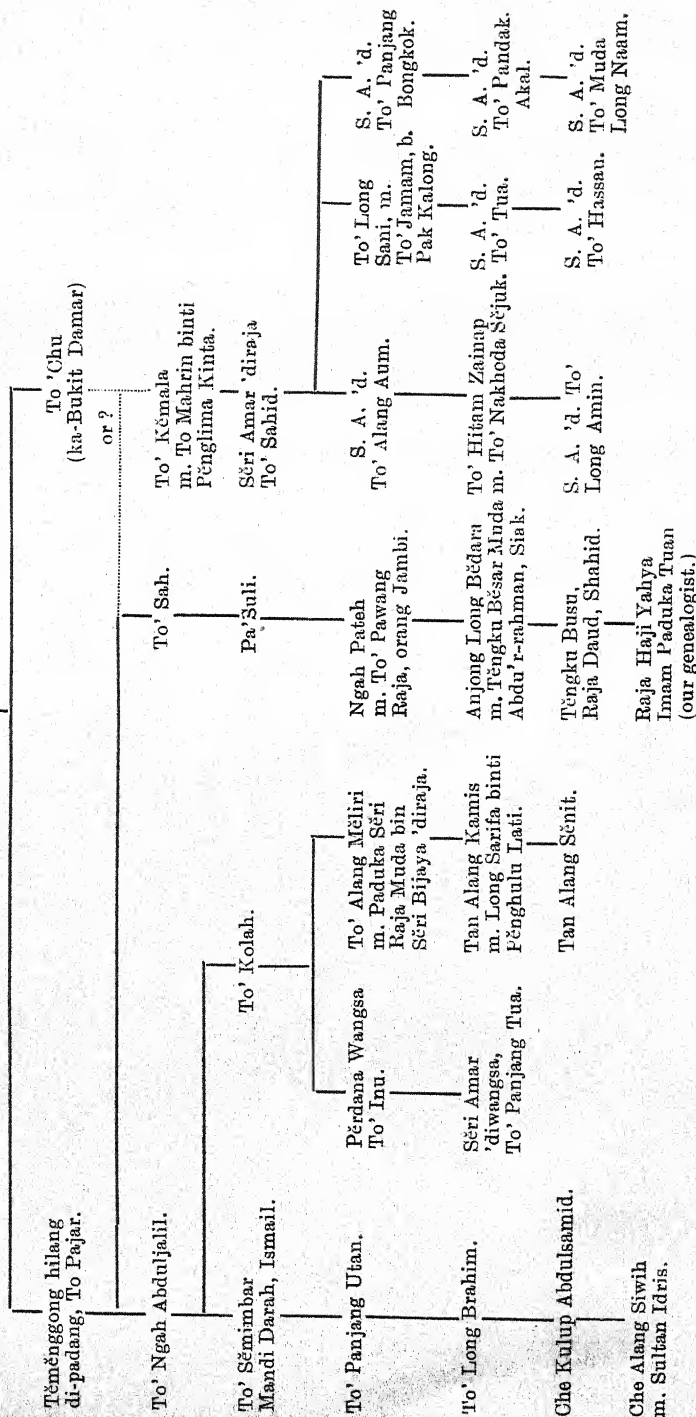 Tĕmĕnggong hilang
di-padang, To Pajar.
To 'Chu
(ka-Bukit Damar)
or ?
To' Ngah Abduljalil.
To' Sah.
To' Kĕmala
m. To Mahrin binti
Pĕnglima Kinta.
To' Sĕmimbar
Mandi Darah, Ismail.
To' Kolah.
Pa' Suli.
Sĕri Amar 'diraja
To' Sahid.
To' Panjang Utan.
Pĕrdana Wangsa
To' Inu.
To' Alang Mĕliri
m. Paduka Sĕri
Raja Muda bin
Sĕri Bijaya 'diraja.
Ngah Pateh
m. To' Pawang
Raja, orang Jambi.
S. A. 'd.
To' Alang Aum.
To' Long
Sani, m.
To' Jamam, b.
Pak Kalong.
S. A. 'd.
To' Panjang
Bongkok.
To' Long Brahim.
Sĕri Amar
'diwangsa,
To' Panjang Tua.
Tan Alang Kamis
m. Long Sarifa binti
Pĕnghulu Lati.
Anjong Long Bĕdara
m. Tĕngku Bĕsar Muda
Abdu'r-rahman, Siak.
To' Hitam Zainap
m. To' Nakhoda Sĕjuk.
S. A. 'd.
To' Tua.
S. A. 'd.
To' Pandak
Akal.
Che Kulup Abdulsamid.
Tan Alang Sĕnit.
Tĕngku Busu,
Raja Daud, Shahid.
S. A. 'd. To'
Long Amin.
S. A. 'd.
To' Hassan.
S. A. 'd.
To' Muda
Long Naam.
Che Alang Siwih
m. Sultan Idris.
Raja Haji Yahya
Imam Paduka Tuan
(our genealogist.)